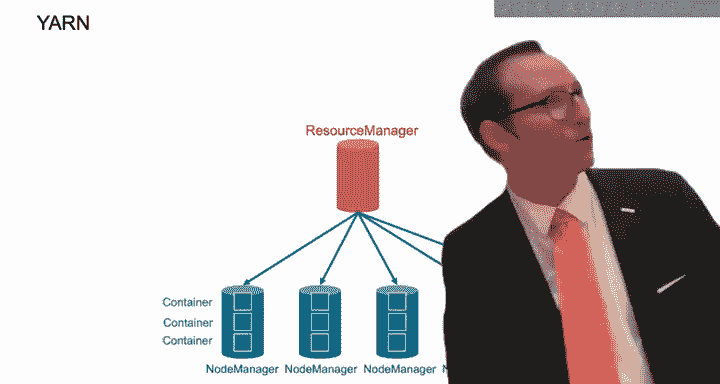 YARN
ResourceManager
Container
Container
Container
NodeManager NodeManager NodeManager